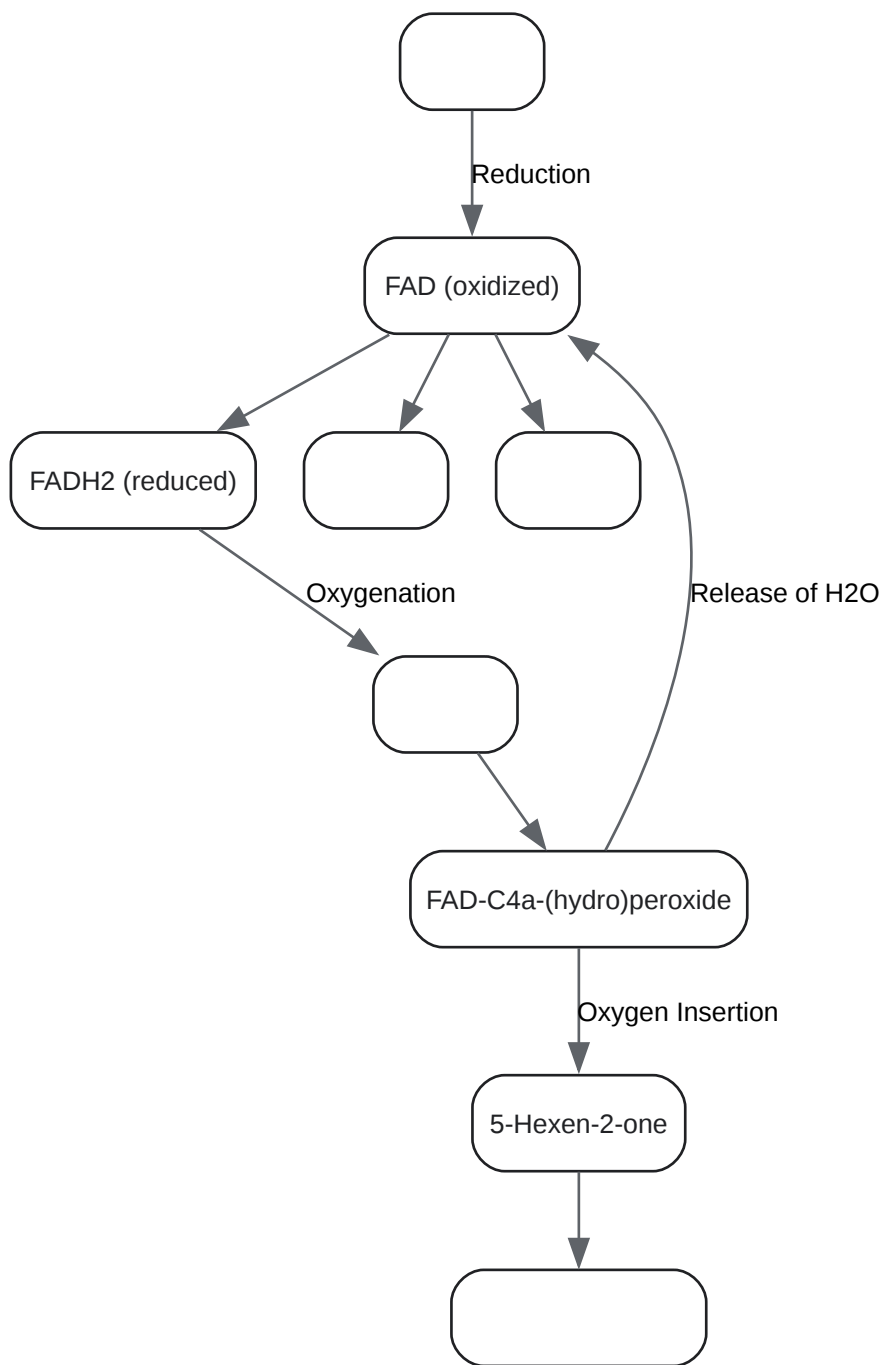 Reduction
FAD (oxidized)
FADH2 (reduced)
Oxygenation
Release of H2O
FAD-C4a-(hydro)peroxide
Oxygen Insertion
5-Hexen-2-one